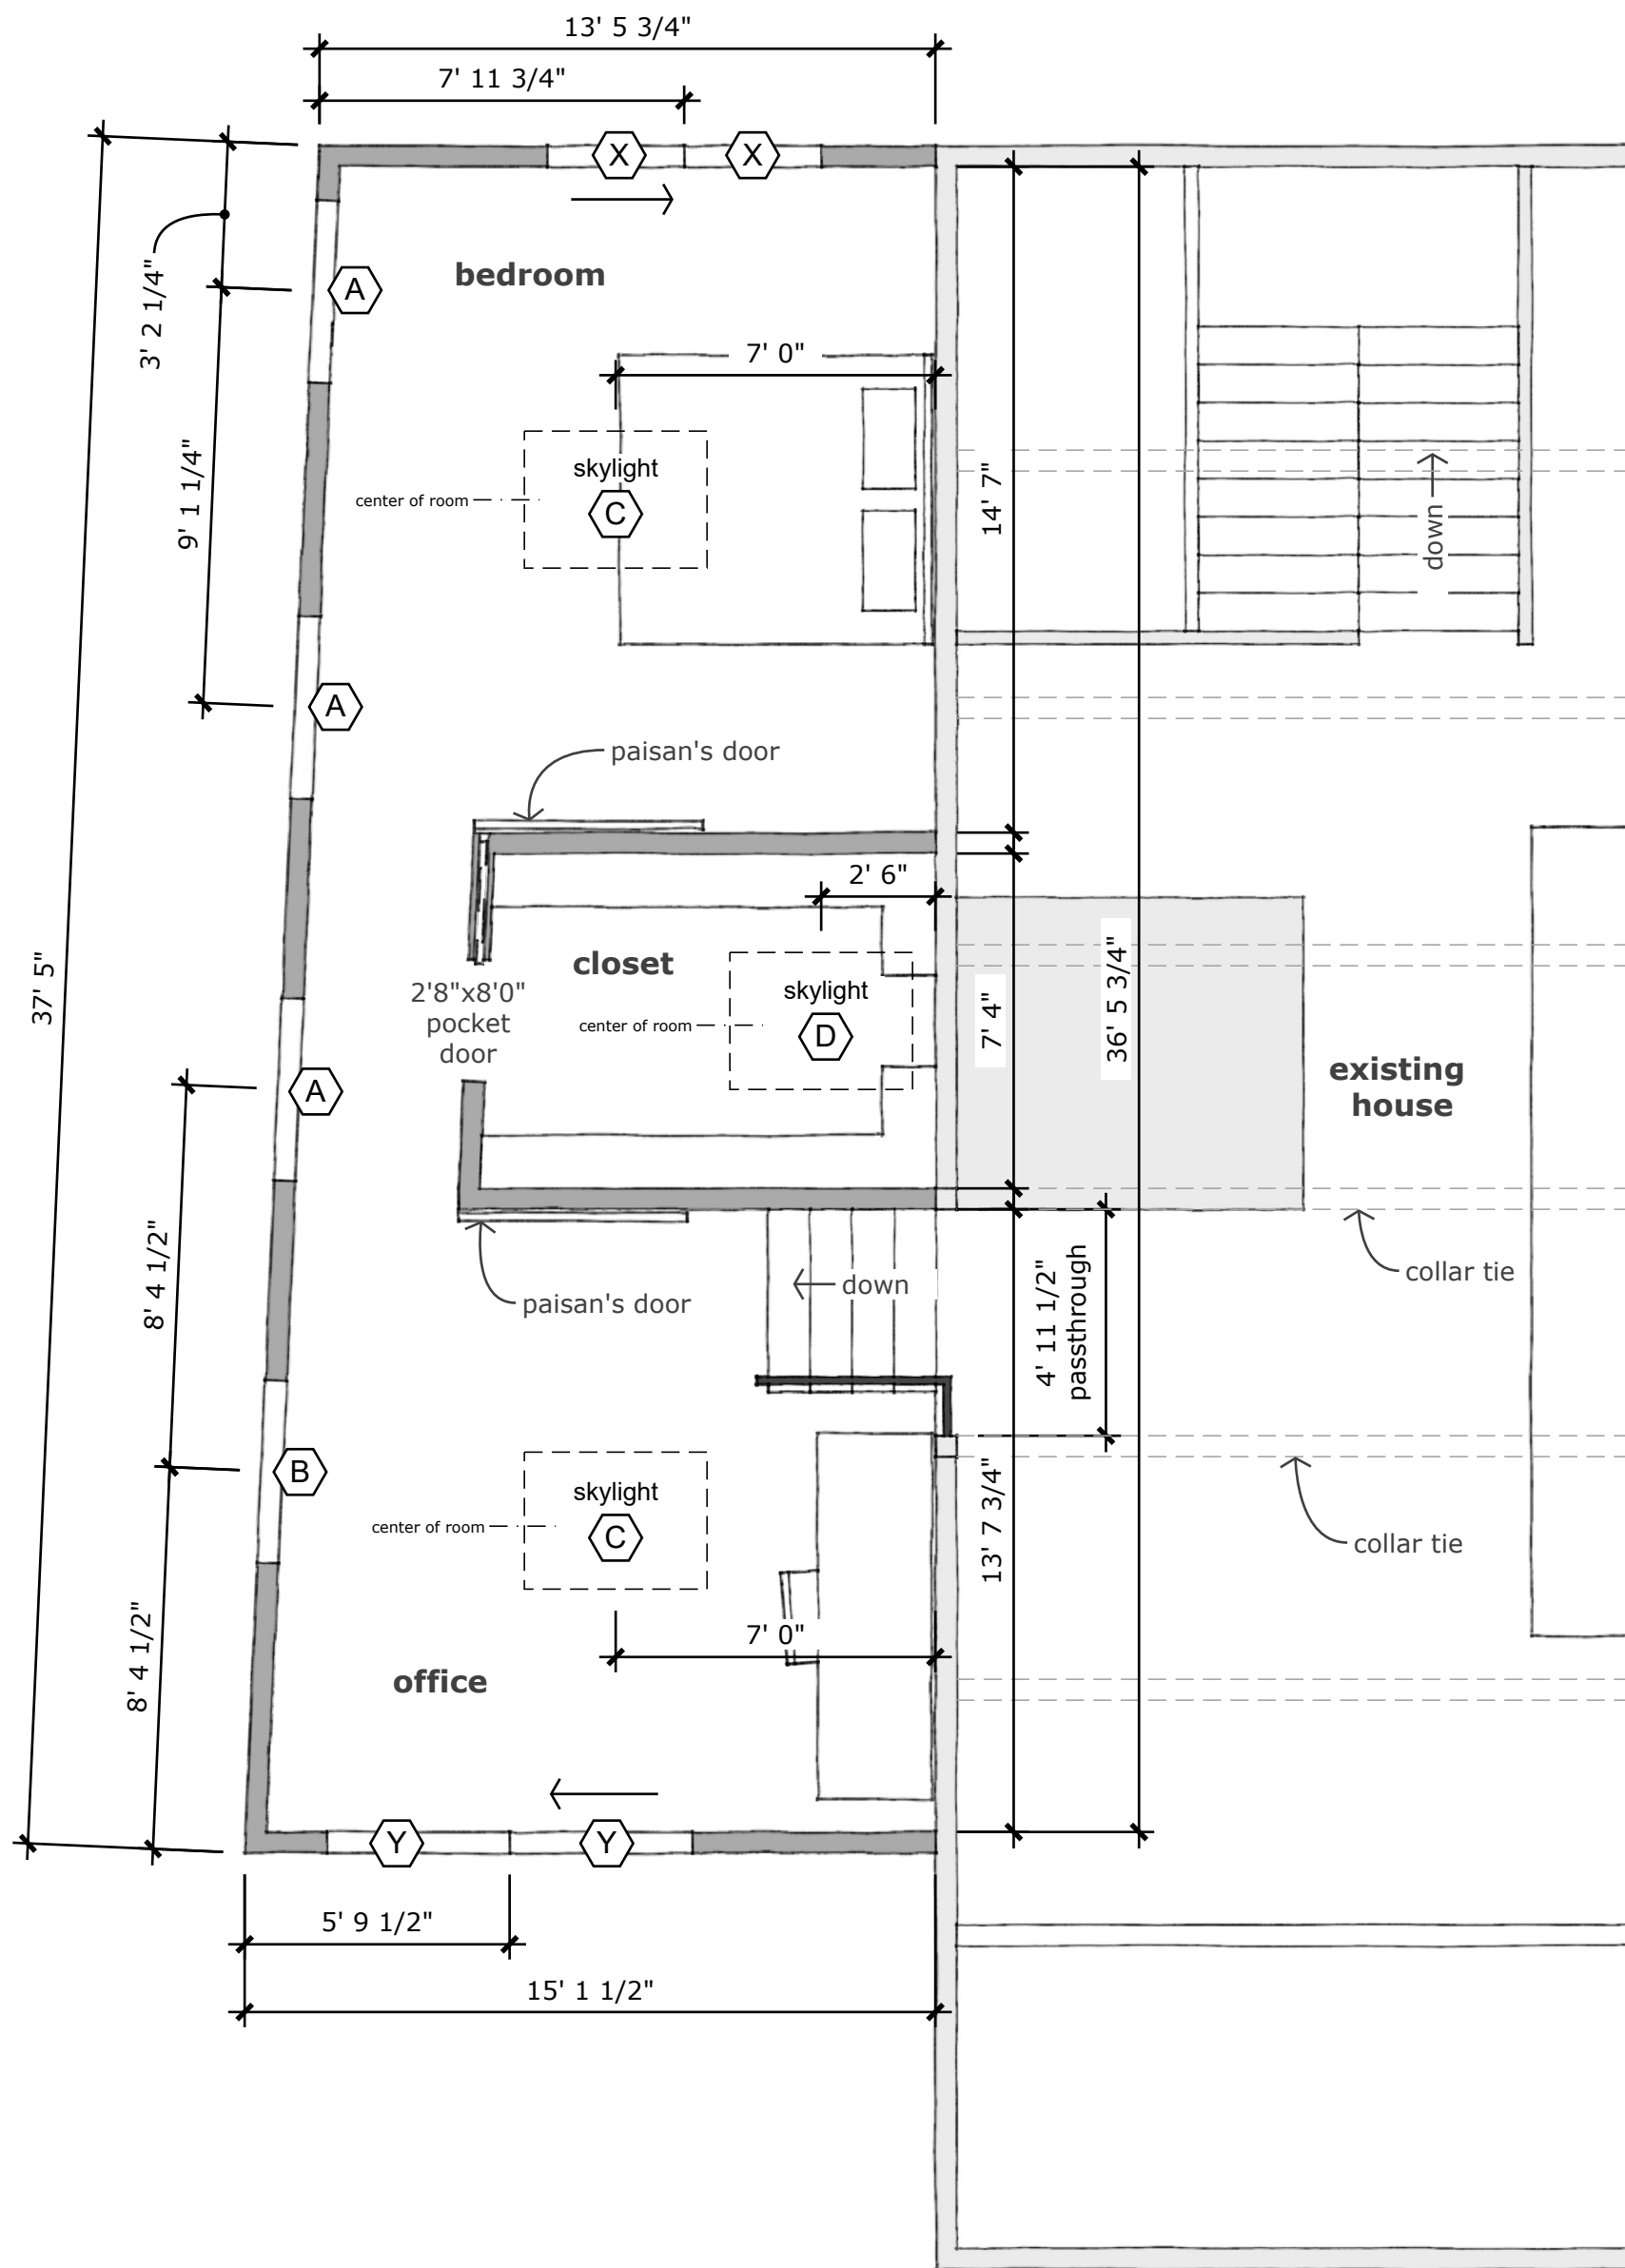 13' 5 3/4"
7' 11 3/4"
X
X
bedroom
3' 2 1/4"
A
7' 0"
skylight
C
center of room
9' 1 1/4"
14' 7"
down
A
paisan's door
2' 6"
closet
37' 5"
2'8"x8'0"
pocket
door
skylight
D
center of room
7' 4"
36' 5 3/4"
existing
house
A
8' 4 1/2"
down
paisan's door
4' 11 1/2"
passthrough
collar tie
B
skylight
C
center of room
13' 7 3/4"
collar tie
8' 4 1/2"
7' 0"
office
Y
Y
5' 9 1/2"
15' 1 1/2"